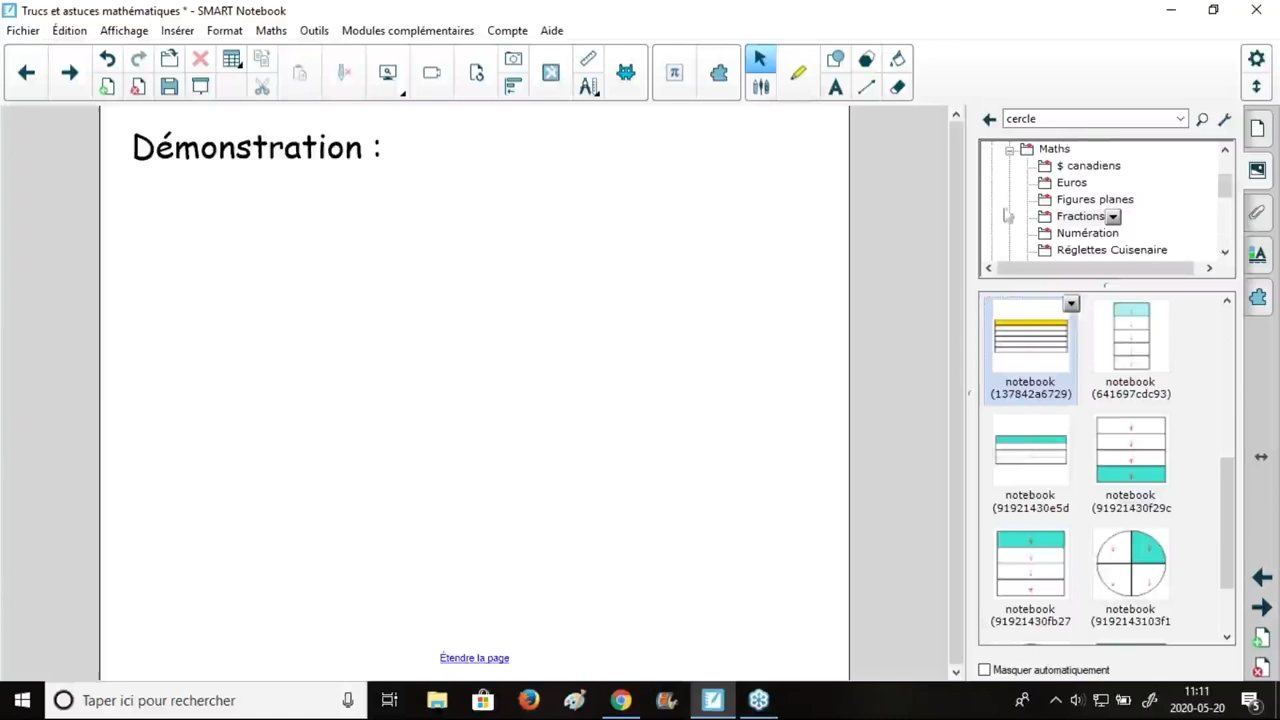 Trucs et astuces mathématiques * - SMART Notebook
Fichier Édition Affichage Insérer Format Maths Outils Modules complémentaires Compte Aide
π
A
Démonstration :
Étendre la page
cercle
Maths
$ canadiens
Euros
Figures planes
Fractions
Numération
Réglettes Cuisenaire
notebook
(137842a6729)
notebook
(641697cdc93)
notebook
(91921430e5d
notebook
(91921430f29c
notebook
(91921430fb27
notebook
(9192143103f1
Masquer automatiquement
Taper ici pour rechercher
11:11
2020-05-20
5